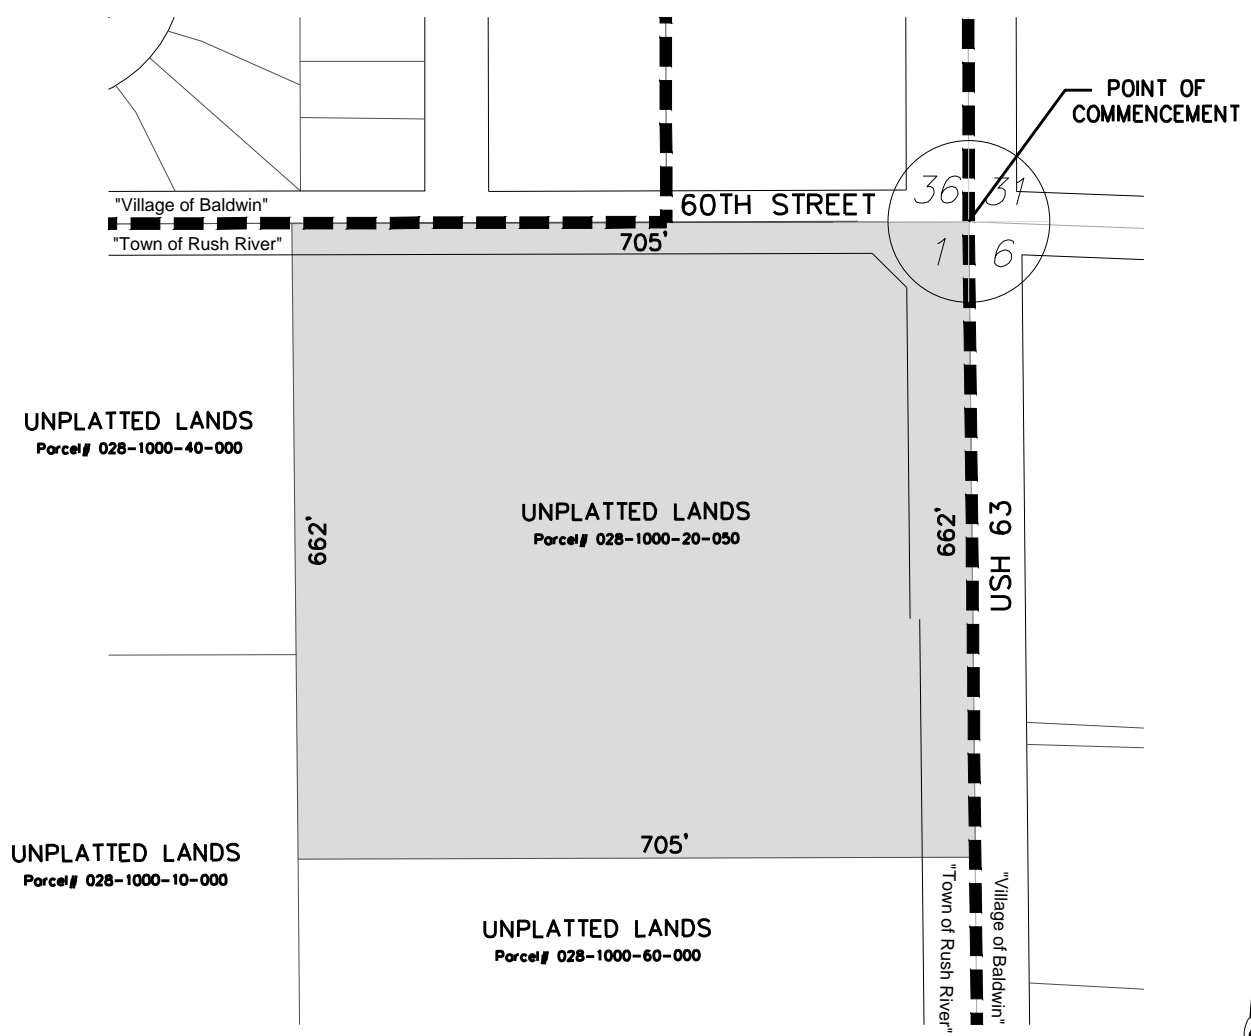 POINT OF
COMMENCEMENT
36 31
"Village of Baldwin"
60TH STREET
"Town of Rush River"
705'
1 6
UNPLATTED LANDS
Parcel# 028-1000-40-000
UNPLATTED LANDS
Parcel# 028-1000-20-050
662'
662'
USH 63
705'
UNPLATTED LANDS
Parcel# 028-1000-10-000
"Town of Rush River"
"Village of Baldwin"
UNPLATTED LANDS
Parcel# 028-1000-60-000